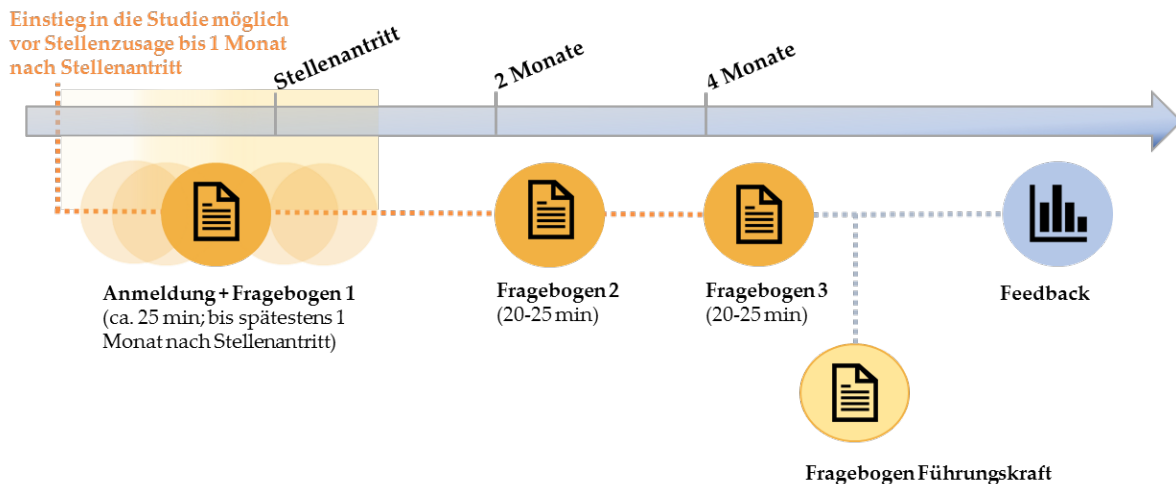 Einstieg in die Studie möglich
vor Stellenzusage bis 1 Monat
nach Stellenantritt
Stellenantritt
2 Monate
4 Monate
Anmeldung + Fragebogen 1
(ca. 25 min; bis spätestens 1
Monat nach Stellenantritt)
Fragebogen 2
(20-25 min)
Fragebogen 3
(20-25 min)
Feedback
Fragebogen Führungskraft